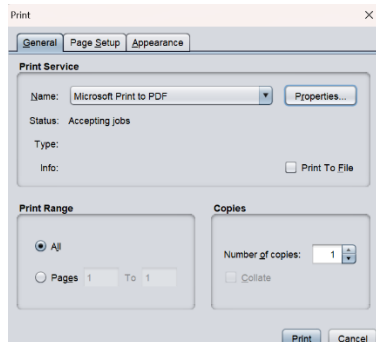 Print
General Page Setup Appearance
Print Service
Name: Microsoft Print to PDF Properties...
Status: Accepting jobs
Type:
Info: Print To File
Print Range
All
Pages 1 To 1
Copies
Number of copies: 1
Collate
Print Cancel